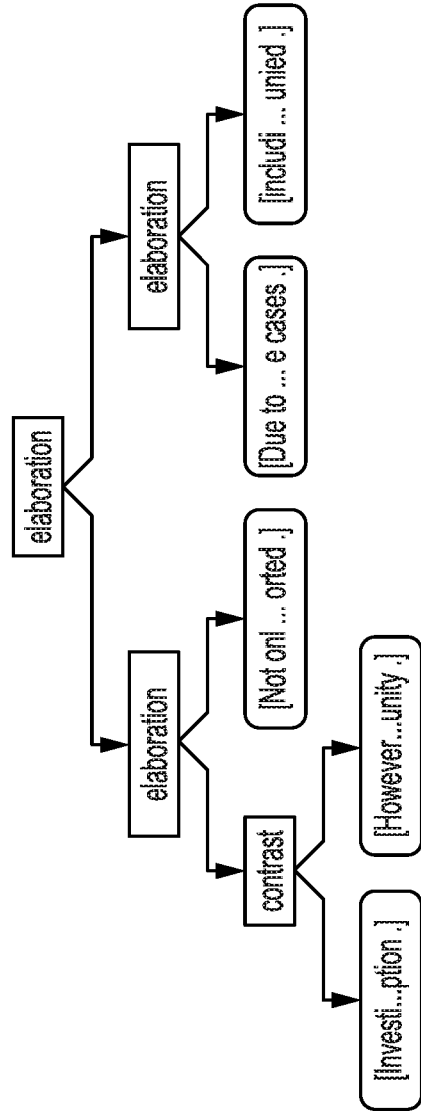 elaboration
elaboration
elaboration
contrast
[Not onl ... orted .]
[Due to ... e cases .]
[includi ... unied .]
[Investi...ption .]
[However...unity .]